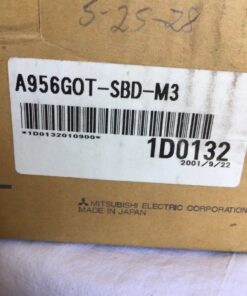 5-25-28
A956GOT-SBD-M3
*1D0132010900*
1D0132
2001/9/22
MITSUBISHI ELECTRIC CORPORATION
MADE IN JAPAN